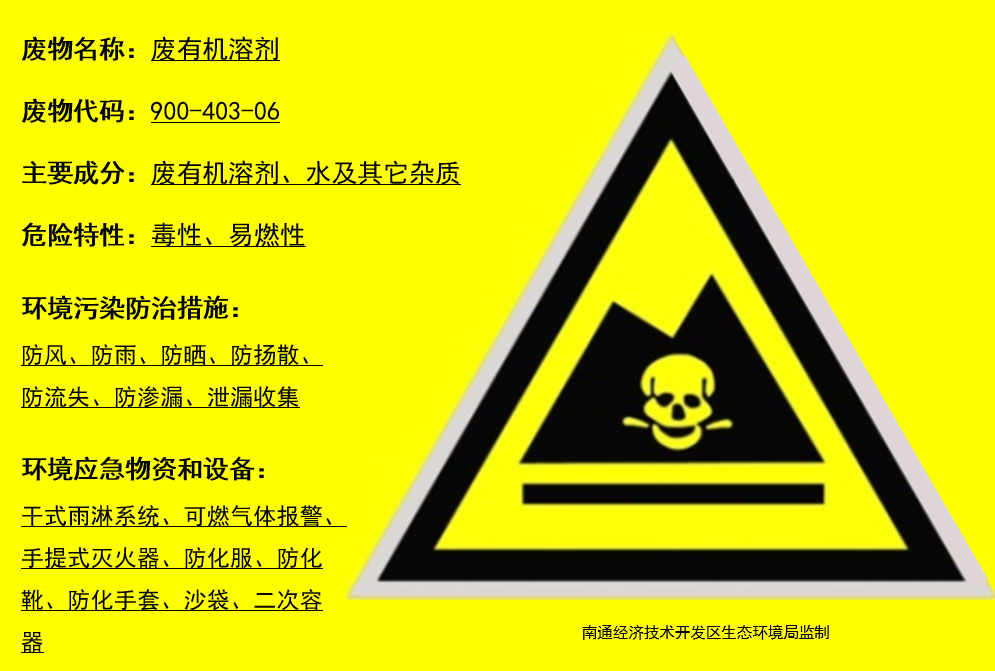 废物名称：废有机溶剂
废物代码：900-403-06
主要成分：废有机溶剂、水及其它杂质
危险特性：毒性、易燃性
环境污染防治措施：
防风、防雨、防晒、防扬散、
防流失、防渗漏、泄漏收集
环境应急物资和设备：
干式雨淋系统、可燃气体报警、
手提式灭火器、防化服、防化
靴、防化手套、沙袋、二次容
器
南通经济技术开发区生态环境局监制